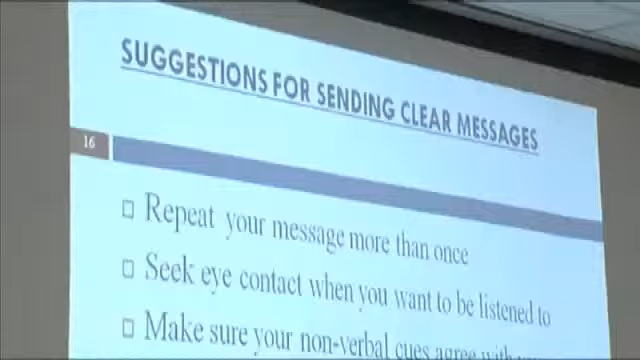 SUGGESTIONS FOR SENDING CLEAR MESSAGES
16
Repeat your message more than once
Seek eye contact when you want to be listened to
Make sure your non-verbal cues agree with